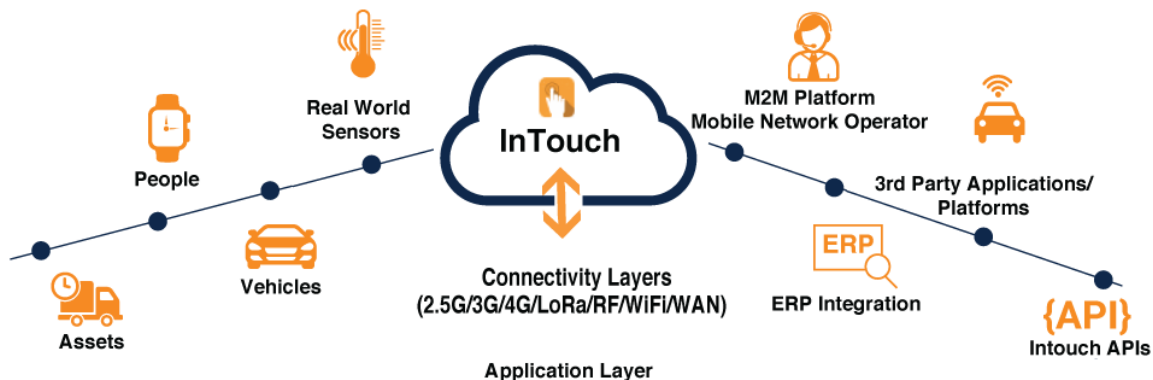 Real World
Sensors
People
Vehicles
Assets
InTouch
Connectivity Layers
(2.5G/3G/4G/LoRa/RF/WiFi/WAN)
Application Layer
M2M Platform
Mobile Network Operator
3rd Party Applications/
Platforms
ERP
ERP Integration
{API}
Intouch APIs